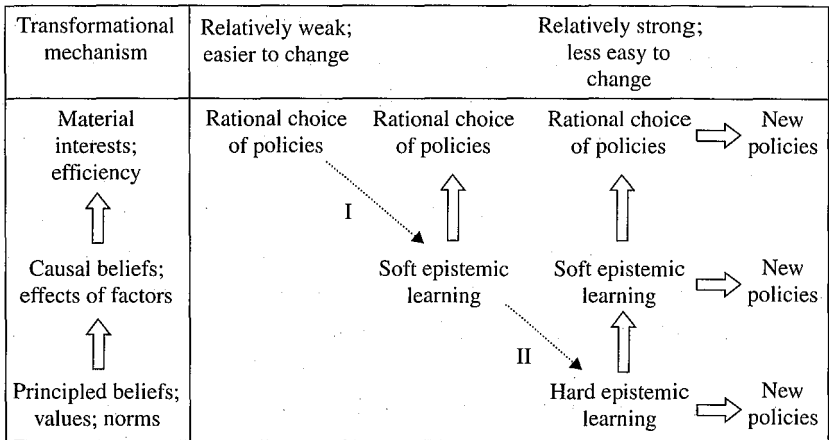 Transformational
mechanism
Relatively weak;
easier to change
Relatively strong;
less easy to
change
Material
interests;
efficiency
Rational choice
of policies
Rational choice
of policies
Rational choice
of policies
New
policies
I
Causal beliefs;
effects of factors
Soft epistemic
learning
Soft epistemic
learning
New
policies
II
Principled beliefs;
values; norms
Hard epistemic
learning
New
policies